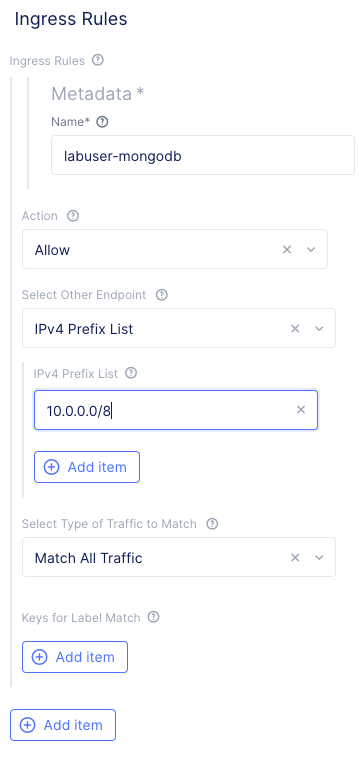 Ingress Rules
Ingress Rules
Metadata *
Name*
labuser-mongodb
Action
Allow
Select Other Endpoint
IPv4 Prefix List
IPv4 Prefix List
10.0.0.0/8
Add item
Select Type of Traffic to Match
Match All Traffic
Keys for Label Match
Add item
Add item